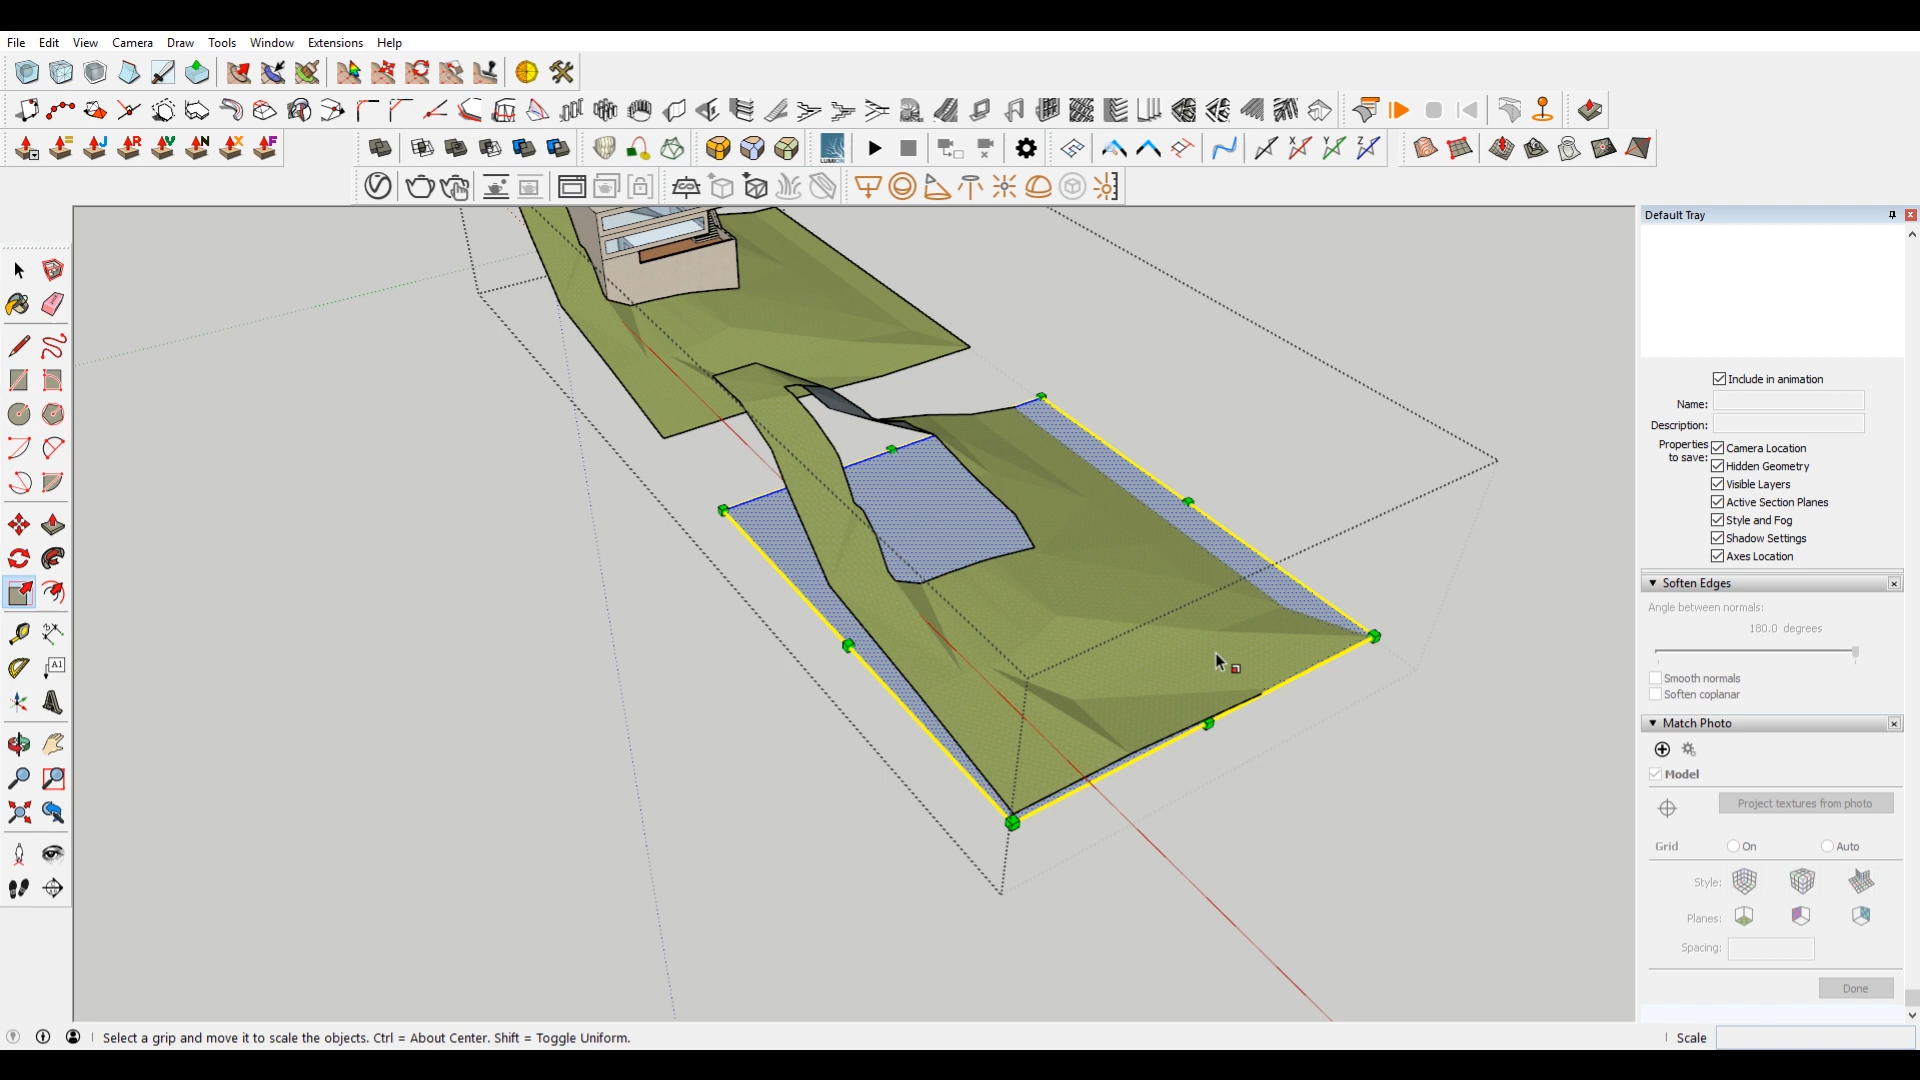 File Edit View Camera Draw Tools Window Extensions Help
J R V N X F
LUMION
X Y Z
Default Tray
Include in animation
Name:
Description:
Properties to save:
Camera Location
Hidden Geometry
Visible Layers
Active Section Planes
Style and Fog
Shadow Settings
Axes Location
Soften Edges
Angle between normals:
180.0 degrees
Smooth normals
Soften coplanar
A1
Match Photo
Model
Project textures from photo
Grid On Auto
Style:
Planes:
Spacing:
Done
Select a grip and move it to scale the objects. Ctrl = About Center. Shift = Toggle Uniform.
Scale